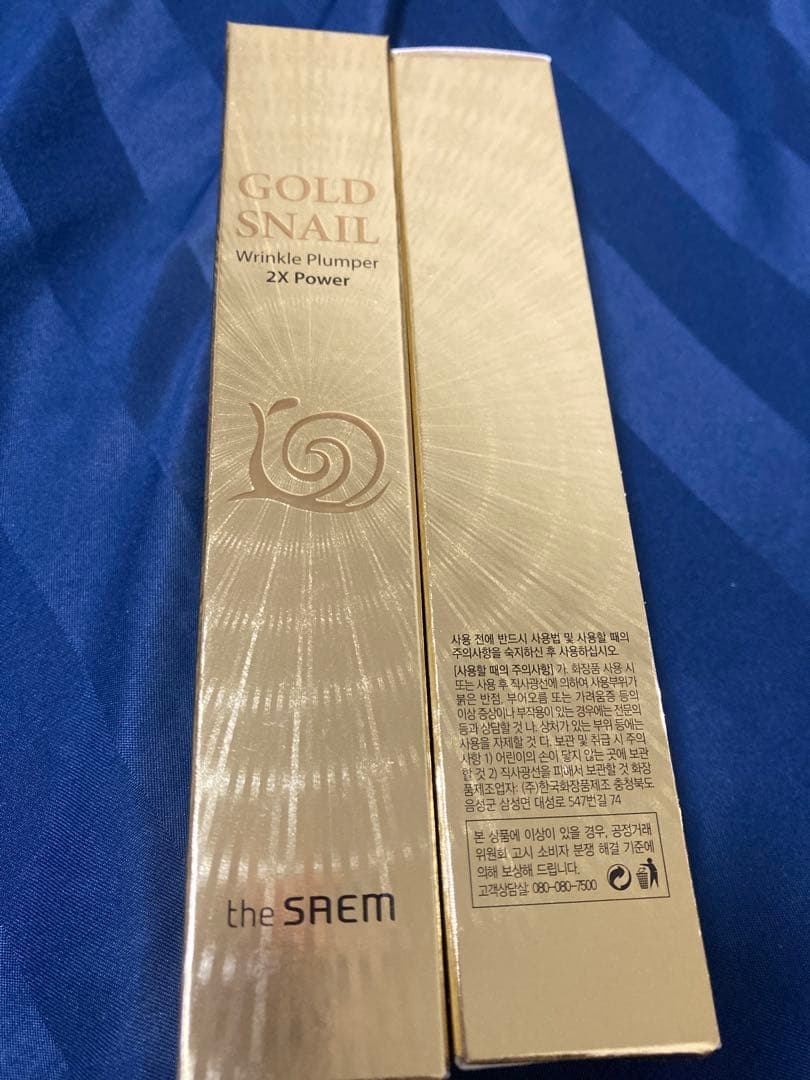 GOLD
SNAIL
Wrinkle Plumper
2X Power
the SAEM
사용 전에 반드시 사용법 및 사용할 때의
주의사항을 숙지하신 후 사용하십시오.
[사용할 때의 주의사항] 가. 화장품 사용 시
또는 사용 후 직사광선에 의하여 사용부위가
붉은 반점, 부어오름 또는 가려움증 등의
이상 증상이나 부작용이 있는 경우에는 전문의
등과 상담할 것 나. 상처가 있는 부위 등에는
사용을 자제할 것 다. 보관 및 취급 시 주의
사항 1) 어린이의 손이 닿지 않는 곳에 보관
할 것 2) 직사광선을 피해서 보관할 것 화장
품제조업자: (주)한국화장품제조 충청북도
음성군 삼성면 대성로 547번길 74
본 상품에 이상이 있을 경우, 공정거래
위원회 고시 소비자 분쟁 해결 기준에
의해 보상해 드립니다.
고객상담실: 080-080-7500